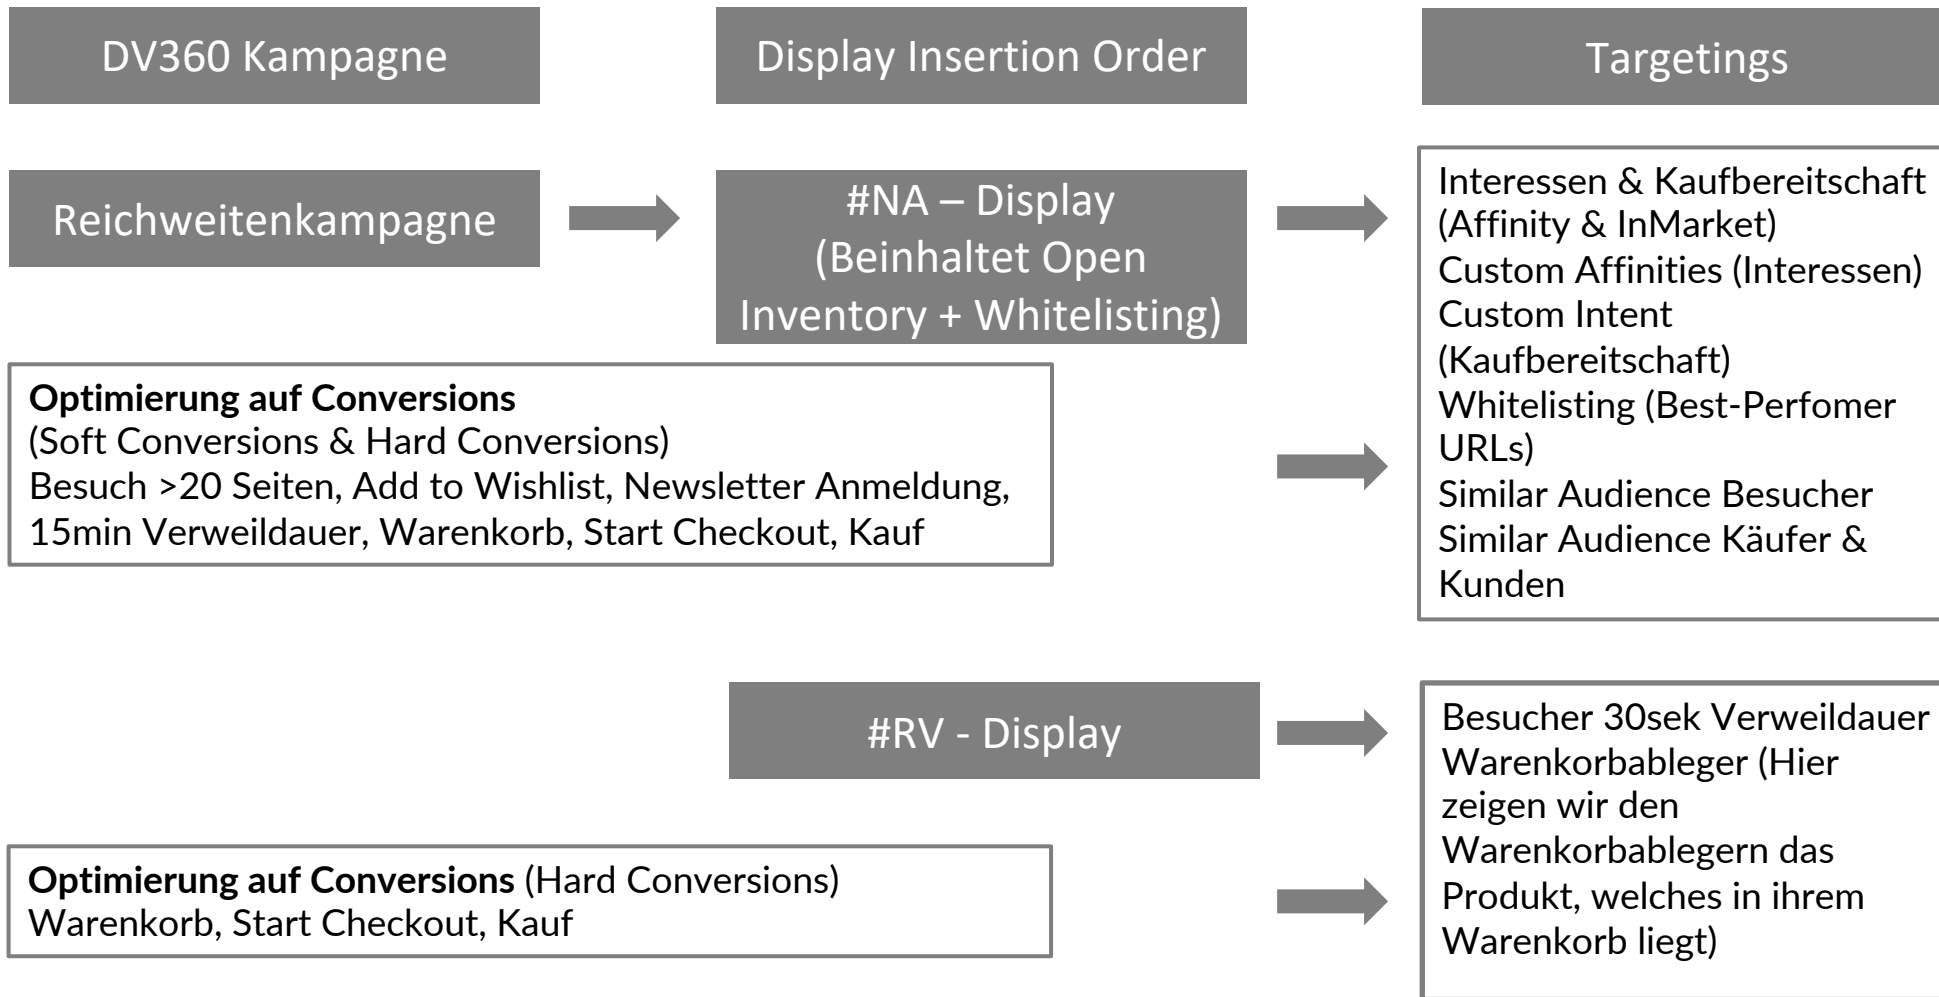 DV360 Kampagne
Display Insertion Order
Targetings
Reichweitenkampagne
#NA – Display
(Beinhaltet Open
Inventory + Whitelisting)
Interessen & Kaufbereitschaft
(Affinity & InMarket)
Custom Affinities (Interessen)
Custom Intent
(Kaufbereitschaft)
Whitelisting (Best-Perfomer
URLs)
Similar Audience Besucher
Similar Audience Käufer &
Kunden
Optimierung auf Conversions
(Soft Conversions & Hard Conversions)
Besuch >20 Seiten, Add to Wishlist, Newsletter Anmeldung,
15min Verweildauer, Warenkorb, Start Checkout, Kauf
#RV - Display
Besucher 30sek Verweildauer
Warenkorbableger (Hier
zeigen wir den
Warenkorbablegern das
Produkt, welches in ihrem
Warenkorb liegt)
Optimierung auf Conversions (Hard Conversions)
Warenkorb, Start Checkout, Kauf